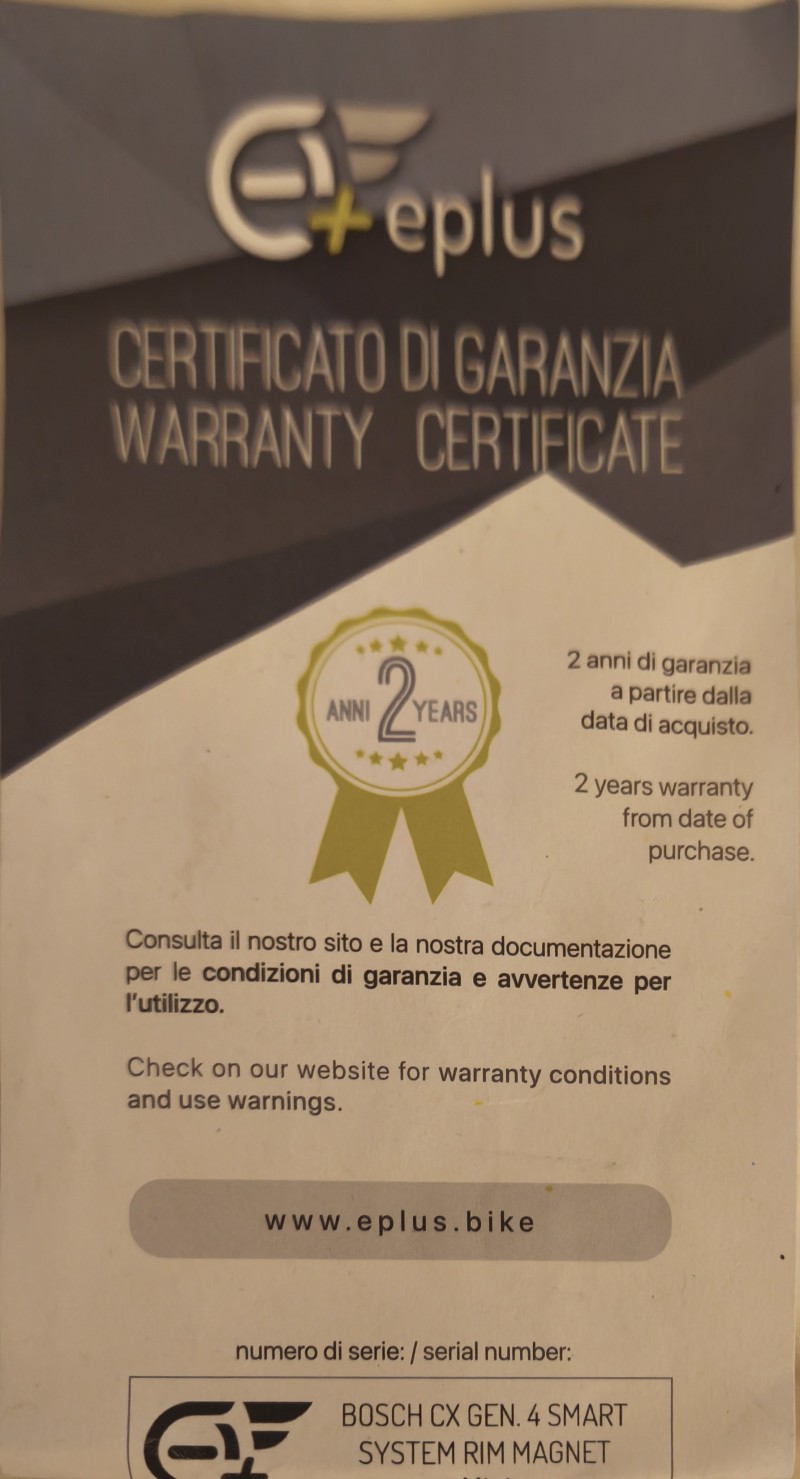 eplus
CERTIFICATO DI GARANZIA
WARRANTY CERTIFICATE
ANNI 2 YEARS
2 anni di garanzia
a partire dalla
data di acquisto.
2 years warranty
from date of
purchase.
Consulta il nostro sito e la nostra documentazione
per le condizioni di garanzia e avvertenze per
l'utilizzo.
Check on our website for warranty conditions
and use warnings.
www.eplus.bike
numero di serie: / serial number:
BOSCH CX GEN. 4 SMART
SYSTEM RIM MAGNET